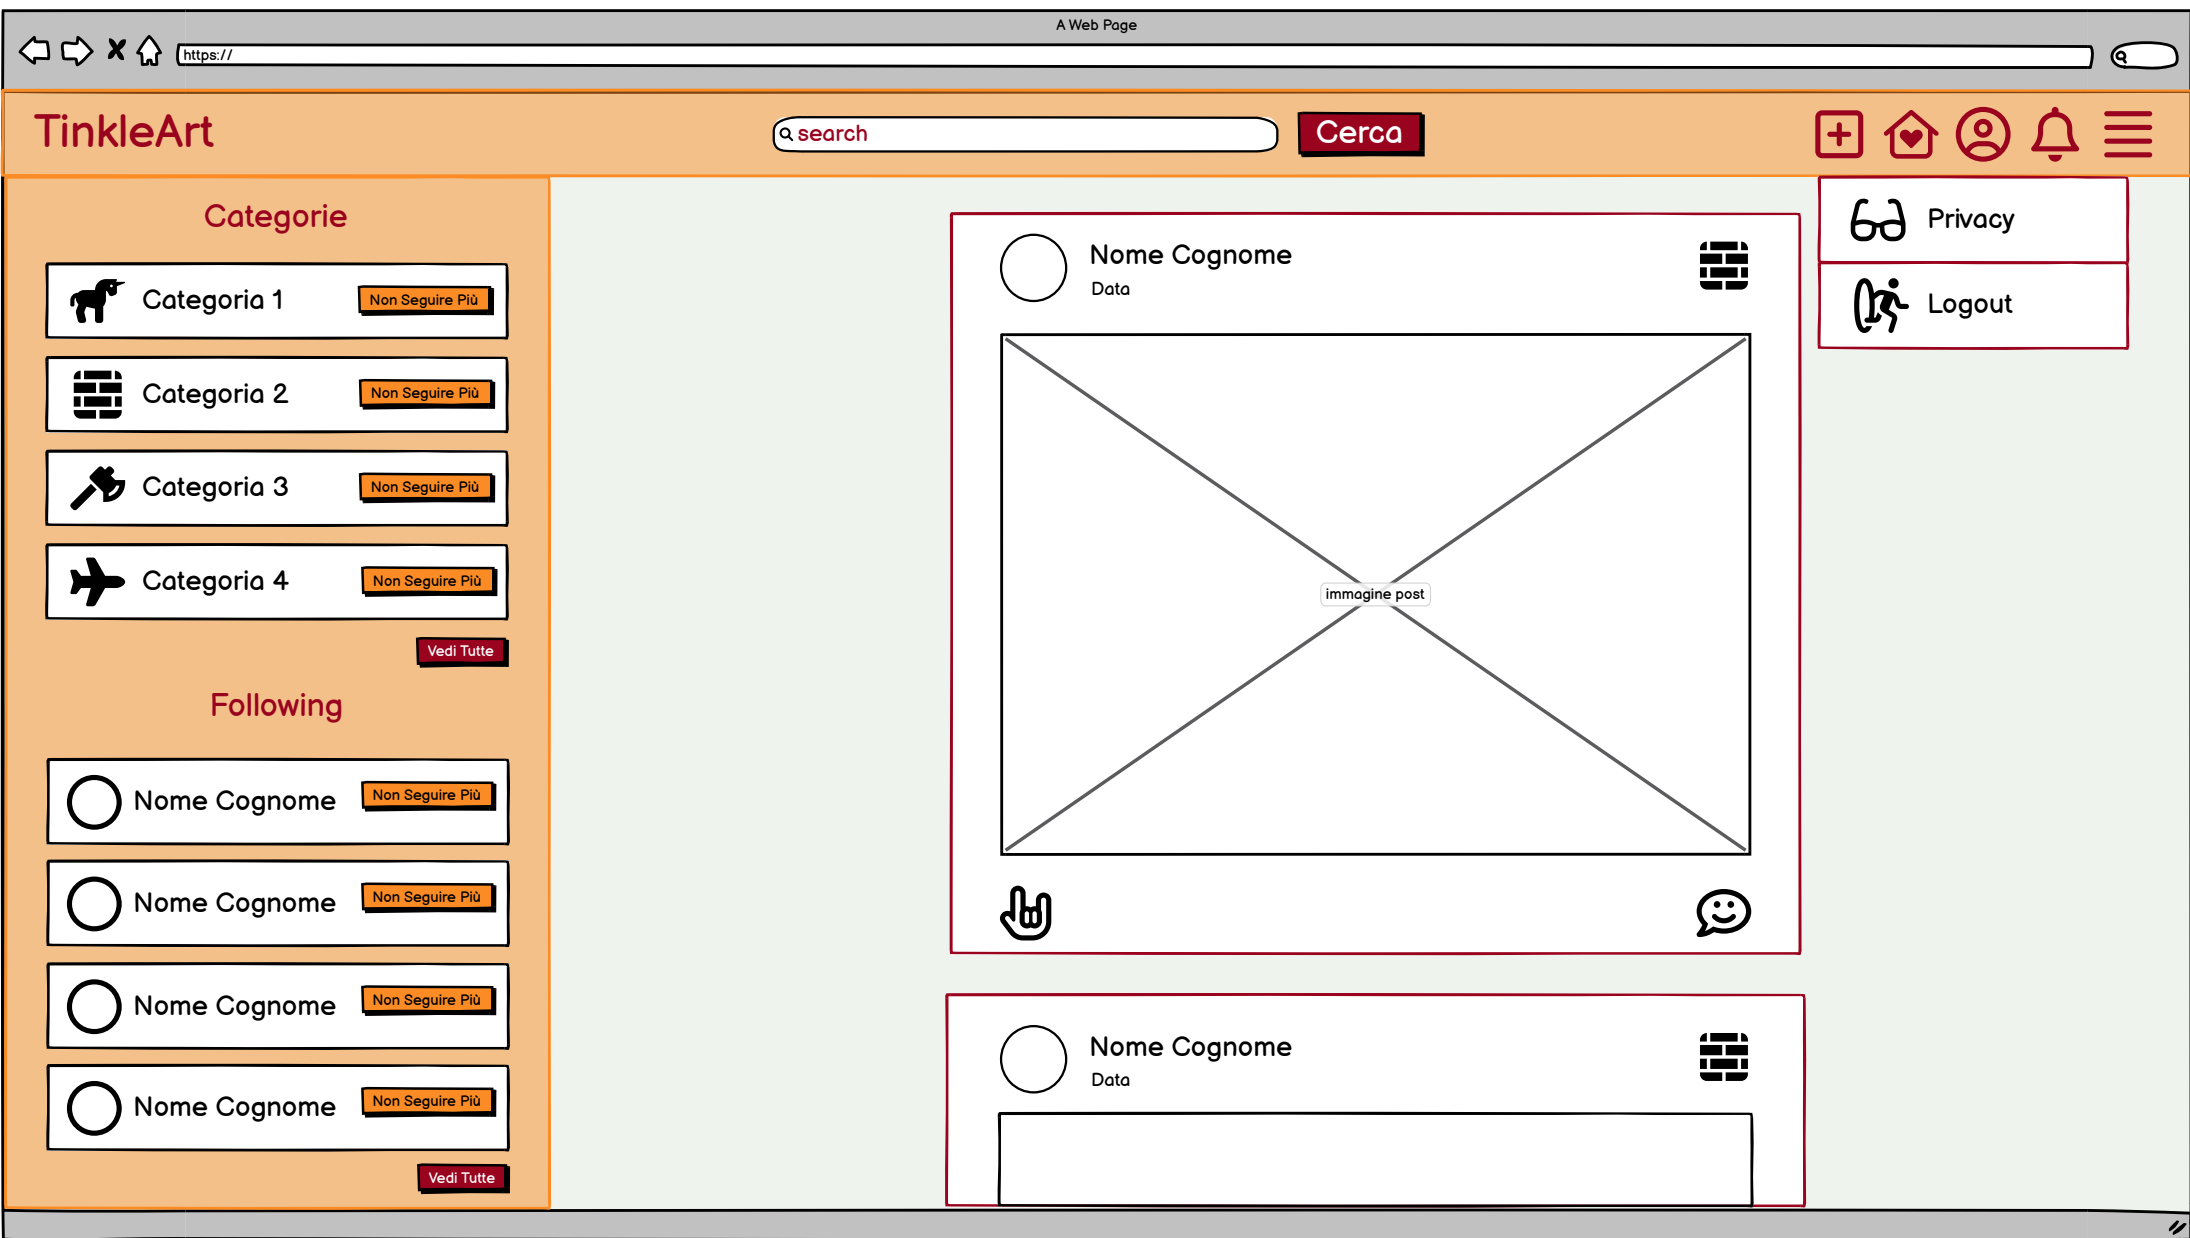 A Web Page
https://
TinkleArt
search
Cerca
Categorie
Categoria 1
Non Seguire Più
Categoria 2
Non Seguire Più
Categoria 3
Non Seguire Più
Categoria 4
Non Seguire Più
Vedi Tutte
Following
Nome Cognome
Non Seguire Più
Nome Cognome
Non Seguire Più
Nome Cognome
Non Seguire Più
Nome Cognome
Non Seguire Più
Vedi Tutte
Nome Cognome
Data
immagine post
Nome Cognome
Data
Privacy
Logout